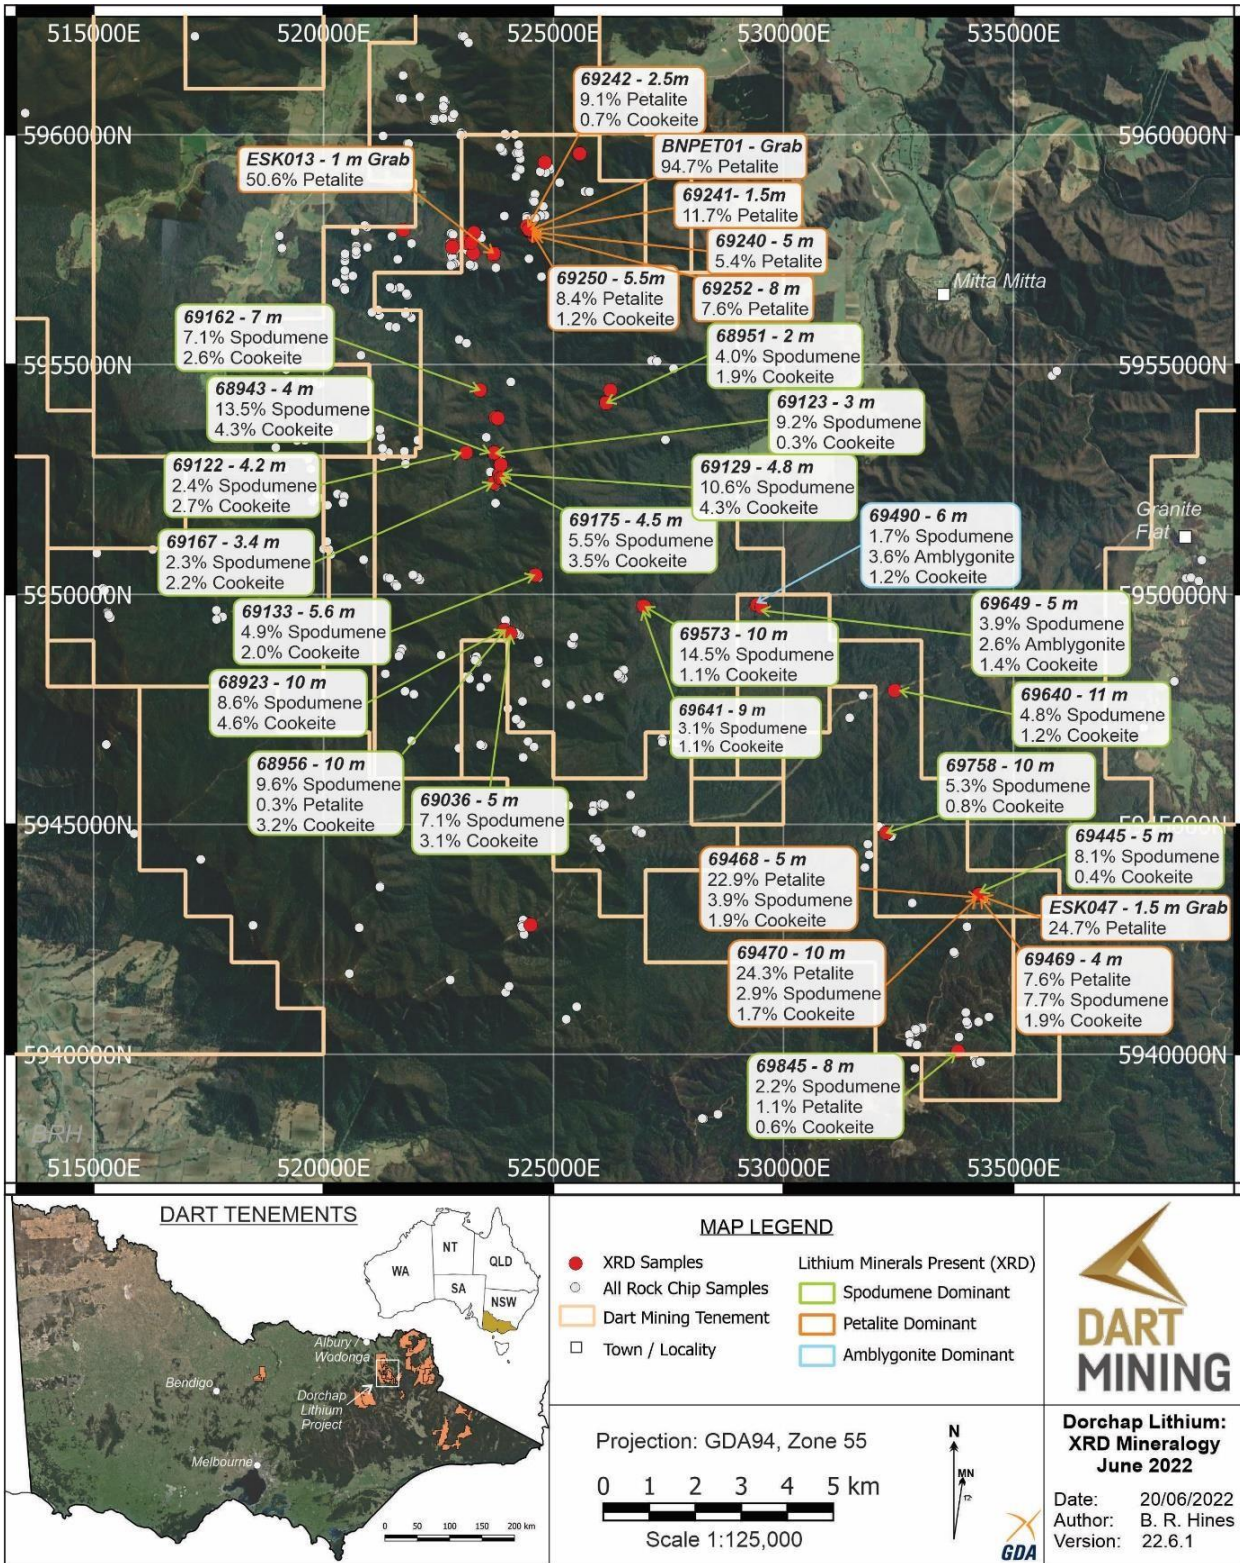 515000E
520000E
525000E
530000E
535000E
69242 - 2.5m
9.1% Petalite
0.7% Cookeite
5960000N
5960000N
BNPET01 - Grab
94.7% Petalite
ESK013 - 1 m Grab
50.6% Petalite
69241- 1.5m
11.7% Petalite
69240 - 5 m
5.4% Petalite
69250 - 5.5m
8.4% Petalite
1.2% Cookeite
69252 - 8 m
7.6% Petalite
Mitta Mitta
69162 - 7 m
7.1% Spodumene
2.6% Cookeite
68951 - 2 m
4.0% Spodumene
1.9% Cookeite
5955000N
5955000N
68943 - 4 m
13.5% Spodumene
4.3% Cookeite
69123 - 3 m
9.2% Spodumene
0.3% Cookeite
69122 - 4.2 m
2.4% Spodumene
2.7% Cookeite
69129 - 4.8 m
10.6% Spodumene
4.3% Cookeite
69175 - 4.5 m
5.5% Spodumene
3.5% Cookeite
69490 - 6 m
1.7% Spodumene
3.6% Amblygonite
1.2% Cookeite
Granite
Flat
69167 - 3.4 m
2.3% Spodumene
2.2% Cookeite
5950000N
5950000N
69133 - 5.6 m
4.9% Spodumene
2.0% Cookeite
69649 - 5 m
3.9% Spodumene
2.6% Amblygonite
1.4% Cookeite
69573 - 10 m
14.5% Spodumene
1.1% Cookeite
68923 - 10 m
8.6% Spodumene
4.6% Cookeite
69640 - 11 m
4.8% Spodumene
1.2% Cookeite
69641 - 9 m
3.1% Spodumene
1.1% Cookeite
68956 - 10 m
9.6% Spodumene
0.3% Petalite
3.2% Cookeite
69758 - 10 m
5.3% Spodumene
0.8% Cookeite
69036 - 5 m
7.1% Spodumene
3.1% Cookeite
5945000N
5945000N
69445 - 5 m
8.1% Spodumene
0.4% Cookeite
69468 - 5 m
22.9% Petalite
3.9% Spodumene
1.9% Cookeite
ESK047 - 1.5 m Grab
24.7% Petalite
69470 - 10 m
24.3% Petalite
2.9% Spodumene
1.7% Cookeite
69469 - 4 m
7.6% Petalite
7.7% Spodumene
1.9% Cookeite
5940000N
5940000N
69845 - 8 m
2.2% Spodumene
1.1% Petalite
0.6% Cookeite
BRH
515000E
520000E
525000E
530000E
535000E
DART TENEMENTS
WA
NT
QLD
SA
NSW
Albury /
Wodonga
Bendigo
Dorchap
Lithium
Project
Melbourne
0 50 100 150 200 km
MAP LEGEND
XRD Samples
All Rock Chip Samples
Dart Mining Tenement
Town / Locality
Lithium Minerals Present (XRD)
Spodumene Dominant
Petalite Dominant
Amblygonite Dominant
Projection: GDA94, Zone 55
0 1 2 3 4 5 km
Scale 1:125,000
N
MN
GDA
DART
MINING
Dorchap Lithium:
XRD Mineralogy
June 2022
Date: 20/06/2022
Author: B. R. Hines
Version: 22.6.1